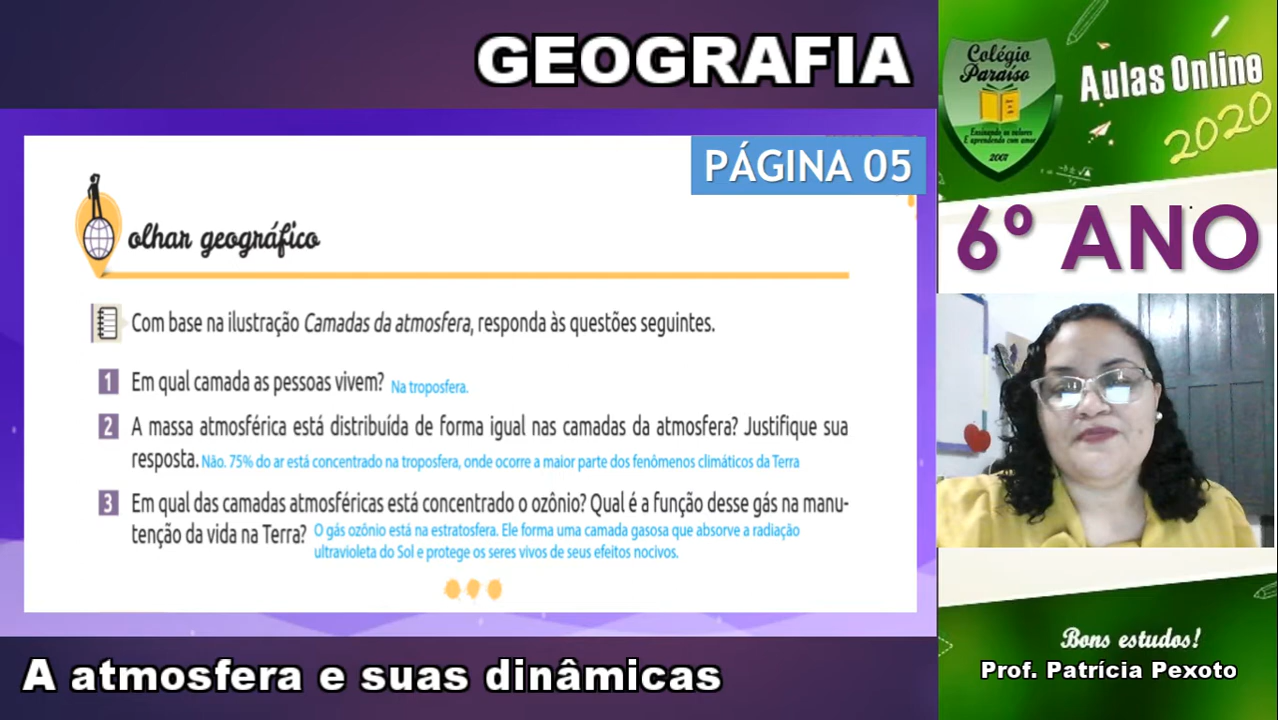 GEOGRAFIA
PÁGINA 05
olhar geográfico
Com base na ilustração Camadas da atmosfera, responda às questões seguintes.
1 Em qual camada as pessoas vivem? Na troposfera.
2 A massa atmosférica está distribuída de forma igual nas camadas da atmosfera? Justifique sua
resposta. Não. 75% do ar está concentrado na troposfera, onde ocorre a maior parte dos fenômenos climáticos da Terra
3 Em qual das camadas atmosféricas está concentrado o ozônio? Qual é a função desse gás na manu-
tenção da vida na Terra? O gás ozônio está na estratosfera. Ele forma uma camada gasosa que absorve a radiação
ultravioleta do Sol e protege os seres vivos de seus efeitos nocivos.
A atmosfera e suas dinâmicas
Colégio
Paraíso
Ensinando os valores
E aprendendo com amor
2007
Aulas Online
2020
6º ANO
Bons estudos!
Prof. Patrícia Pexoto